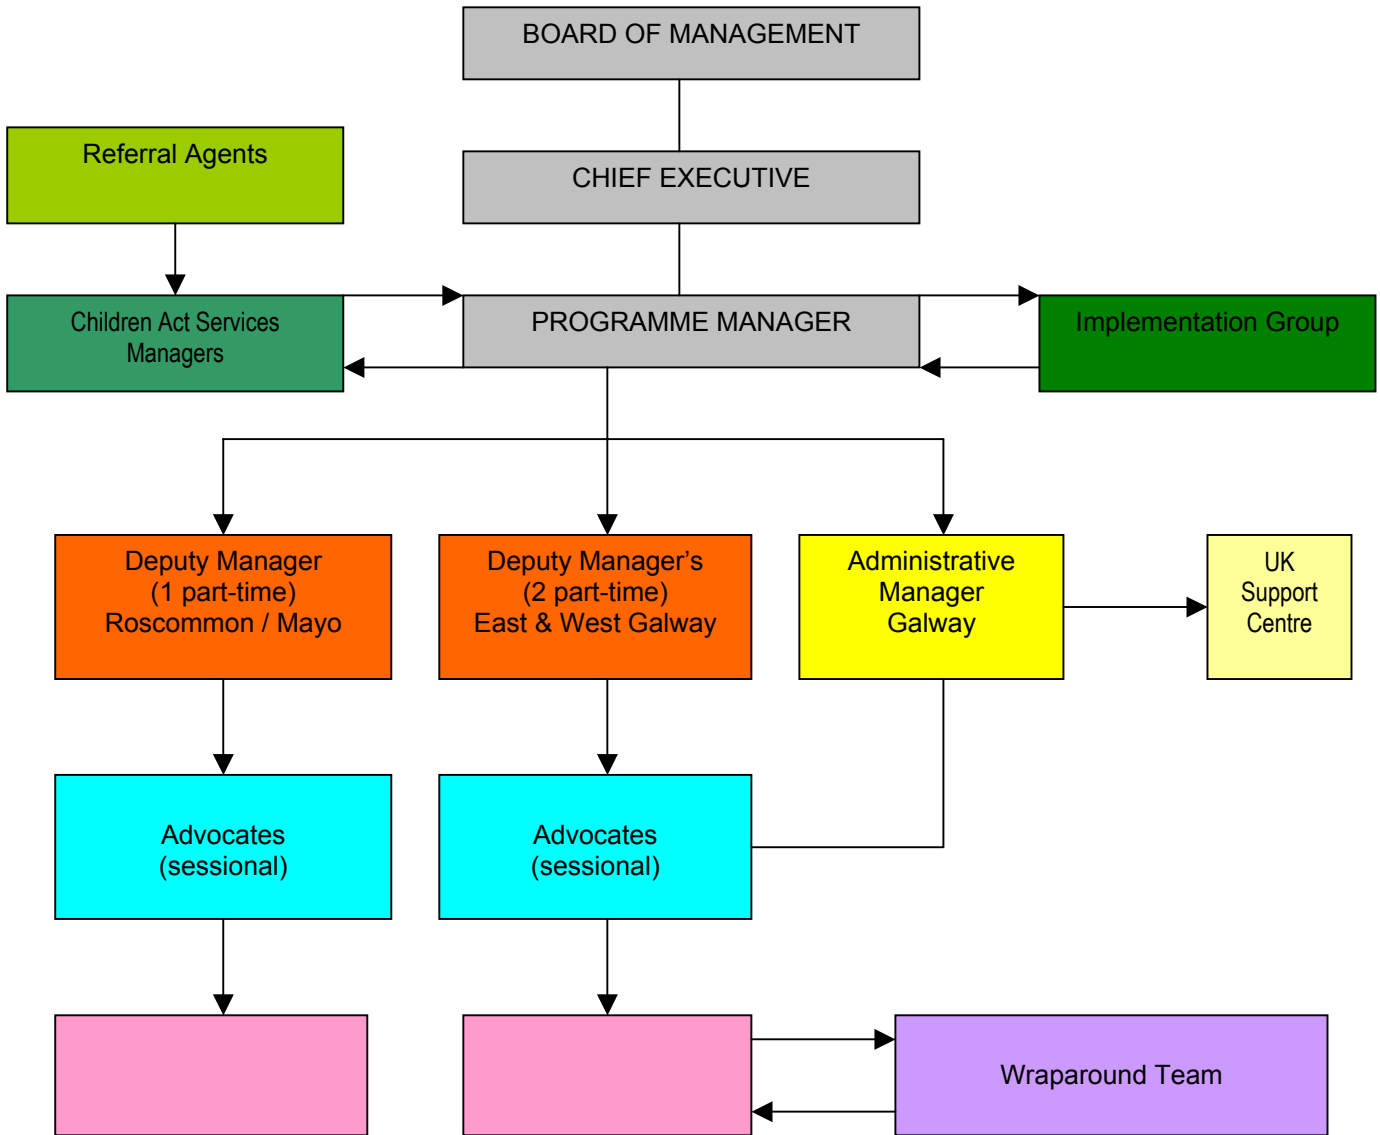 BOARD OF MANAGEMENT
Referral Agents
CHIEF EXECUTIVE
Children Act Services
Managers
PROGRAMME MANAGER
Implementation Group
Deputy Manager
(1 part-time)
Roscommon / Mayo
Deputy Manager’s
(2 part-time)
East & West Galway
Administrative
Manager
Galway
UK
Support
Centre
Advocates
(sessional)
Advocates
(sessional)
Wraparound Team